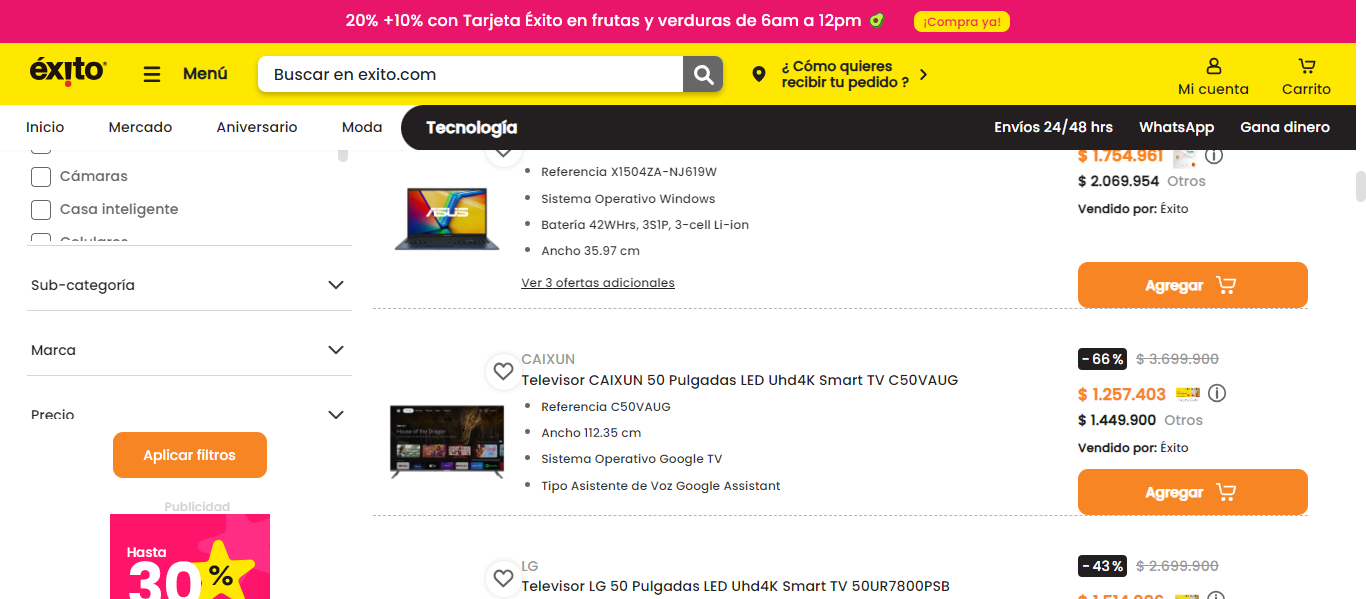 20% +10% con Tarjeta Éxito en frutas y verduras de 6am a 12pm ¡Compra ya!
éxito
Menú
Buscar en exito.com
¿ Cómo quieres
recibir tu pedido ?
Mi cuenta
Carrito
Inicio
Mercado
Aniversario
Moda
Tecnología
Envíos 24/48 hrs
WhatsApp
Gana dinero
Cámaras
Casa inteligente
Celulares
Sub-categoría
Marca
Precio
Aplicar filtros
Publicidad
Hasta
30%
ASUS
Referencia X1504ZA-NJ619W
Sistema Operativo Windows
Batería 42WHrs, 3S1P, 3-cell Li-ion
Ancho 35.97 cm
Ver 3 ofertas adicionales
$ 1.754.961
$ 2.069.954 Otros
Vendido por: Éxito
Agregar
CAIXUN
Televisor CAIXUN 50 Pulgadas LED Uhd4K Smart TV C50VAUG
Referencia C50VAUG
Ancho 112.35 cm
Sistema Operativo Google TV
Tipo Asistente de Voz Google Assistant
-66% $ 3.699.900
$ 1.257.403
$ 1.449.900 Otros
Vendido por: Éxito
Agregar
LG
Televisor LG 50 Pulgadas LED Uhd4K Smart TV 50UR7800PSB
-43% $ 2.699.900